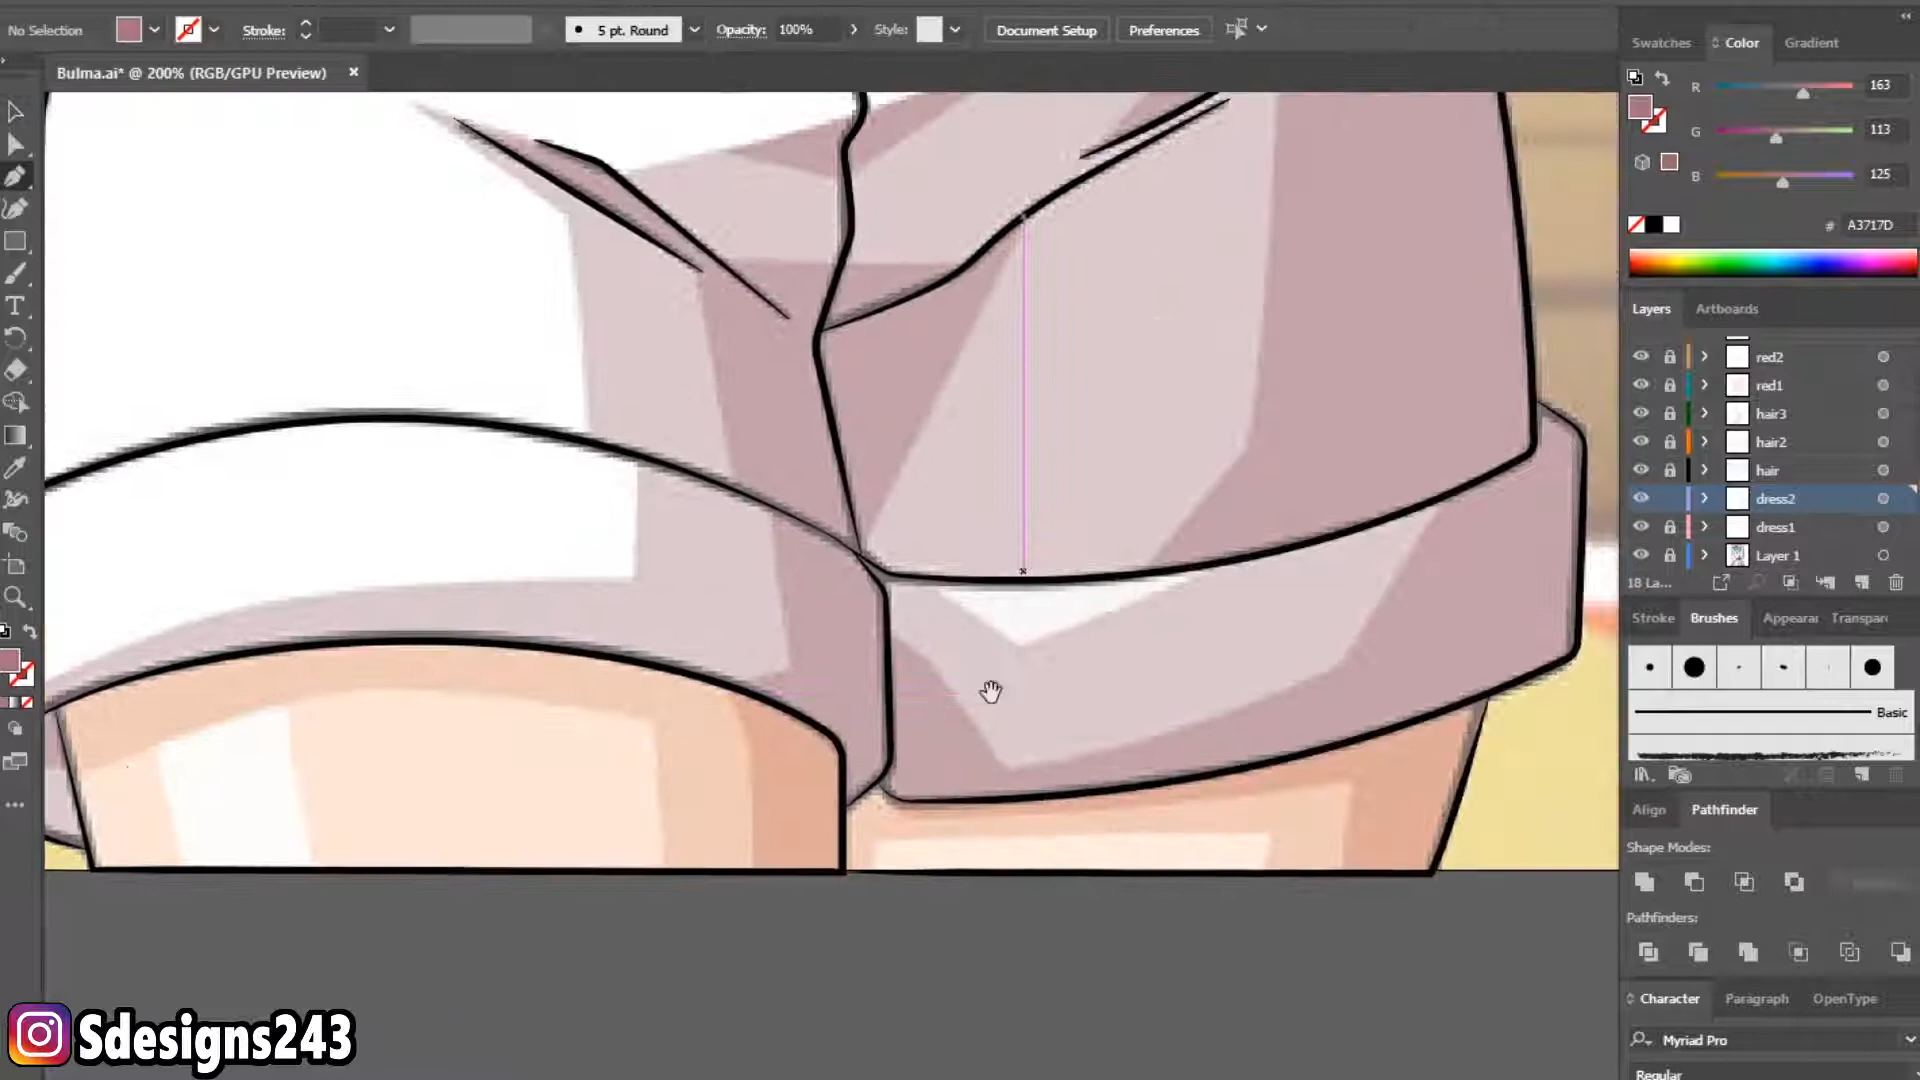 No Selection
Stroke:
5 pt. Round
Opacity: 100%
Style:
Document Setup
Preferences
Bulma.ai* @ 200% (RGB/GPU Preview)
Swatches
Color
Gradient
R 163
G 113
B 125
# A3717D
Layers
Artboards
red2
red1
hair3
hair2
hair
dress2
dress1
Layer 1
18 La...
Stroke
Brushes
Appearar
Transpare
Basic
Align
Pathfinder
Shape Modes:
Pathfinders:
Character
Paragraph
OpenType
Myriad Pro
Regular
Sdesigns243